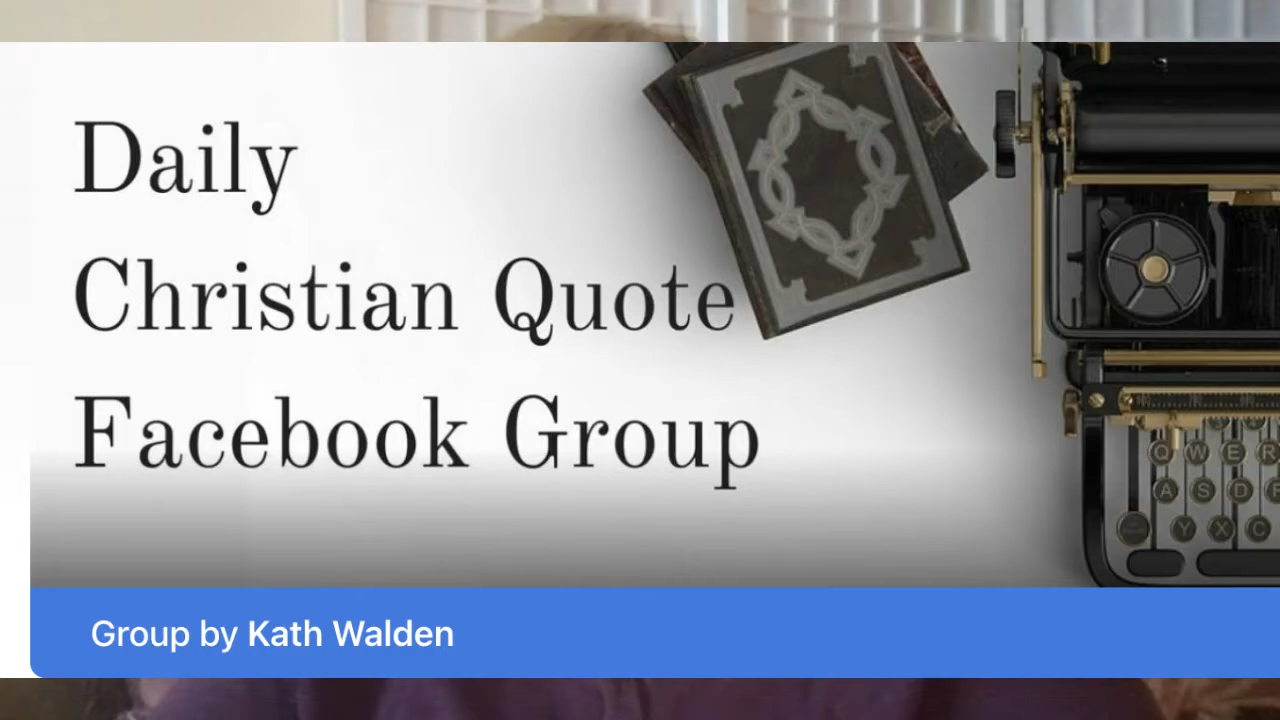 Daily
Christian Quote
Facebook Group
Q W E R
A S D F
Y X C
Group by Kath Walden